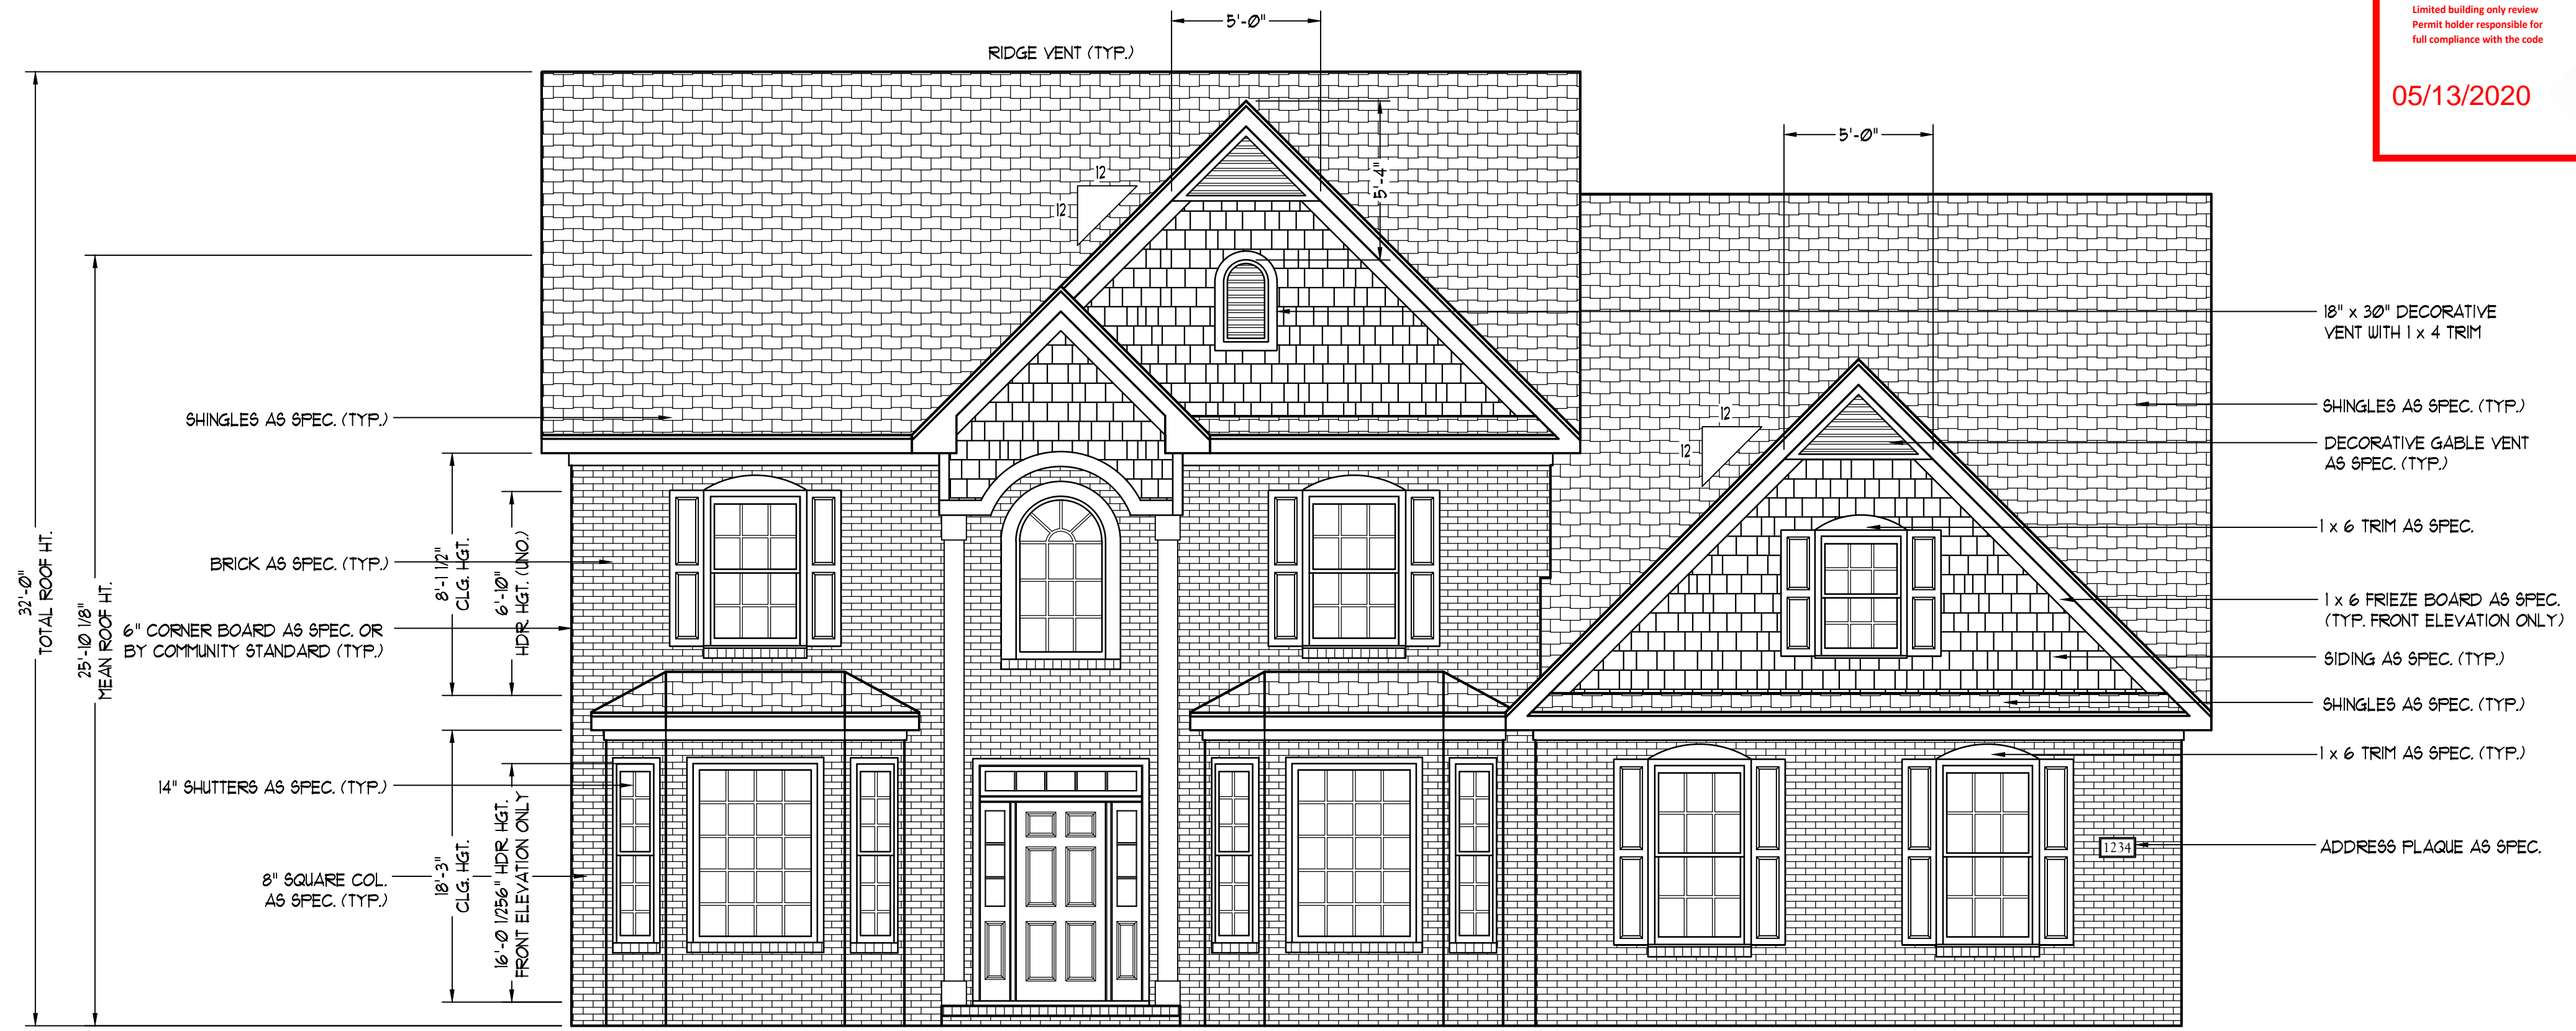 Limited building only review
Permit holder responsible for
full compliance with the code
05/13/2020
5'-0"
RIDGE VENT (TYP.)
5'-0"
5'-4"
12
12
12
12
32'-0"
TOTAL ROOF HT.
25'-10 1/8"
MEAN ROOF HT.
SHINGLES AS SPEC. (TYP.)
BRICK AS SPEC. (TYP.)
6" CORNER BOARD AS SPEC. OR
BY COMMUNITY STANDARD (TYP.)
14" SHUTTERS AS SPEC. (TYP.)
8" SQUARE COL.
AS SPEC. (TYP.)
8'-1 1/2"
CLG. HGT.
6'-10"
HDR HGT. (UNO.)
18'-3"
CLG. HGT.
16'-0 1/256" HDR HGT.
FRONT ELEVATION ONLY
18" x 30" DECORATIVE
VENT WITH 1 x 4 TRIM
SHINGLES AS SPEC. (TYP.)
DECORATIVE GABLE VENT
AS SPEC. (TYP.)
1 x 6 TRIM AS SPEC.
1 x 6 FRIEZE BOARD AS SPEC.
(TYP. FRONT ELEVATION ONLY)
SIDING AS SPEC. (TYP.)
SHINGLES AS SPEC. (TYP.)
1 x 6 TRIM AS SPEC. (TYP.)
1234
ADDRESS PLAQUE AS SPEC.